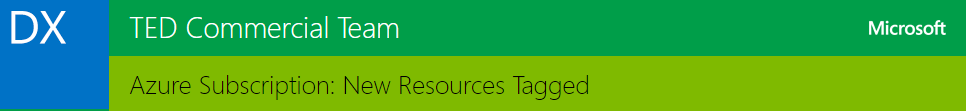 DX
TED Commercial Team
Microsoft
Azure Subscription: New Resources Tagged